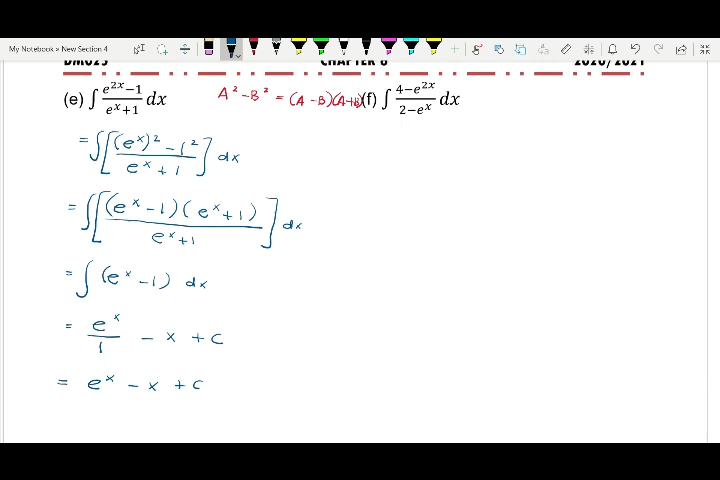 My Notebook » New Section 4
DM025 CHAPTER 6 2020/2021
(e) ∫ (e^{2x}−1)/(e^x+1) dx
A² − B² = (A − B)(A+B)
(f) ∫ (4−e^{2x})/(2−e^x) dx
= ∫ [((e^x)² − 1²)/(e^x + 1)] dx
= ∫ [((e^x − 1)(e^x + 1))/(e^x + 1)] dx
= ∫ (e^x − 1) dx
= e^x/1 − x + c
= e^x − x + c